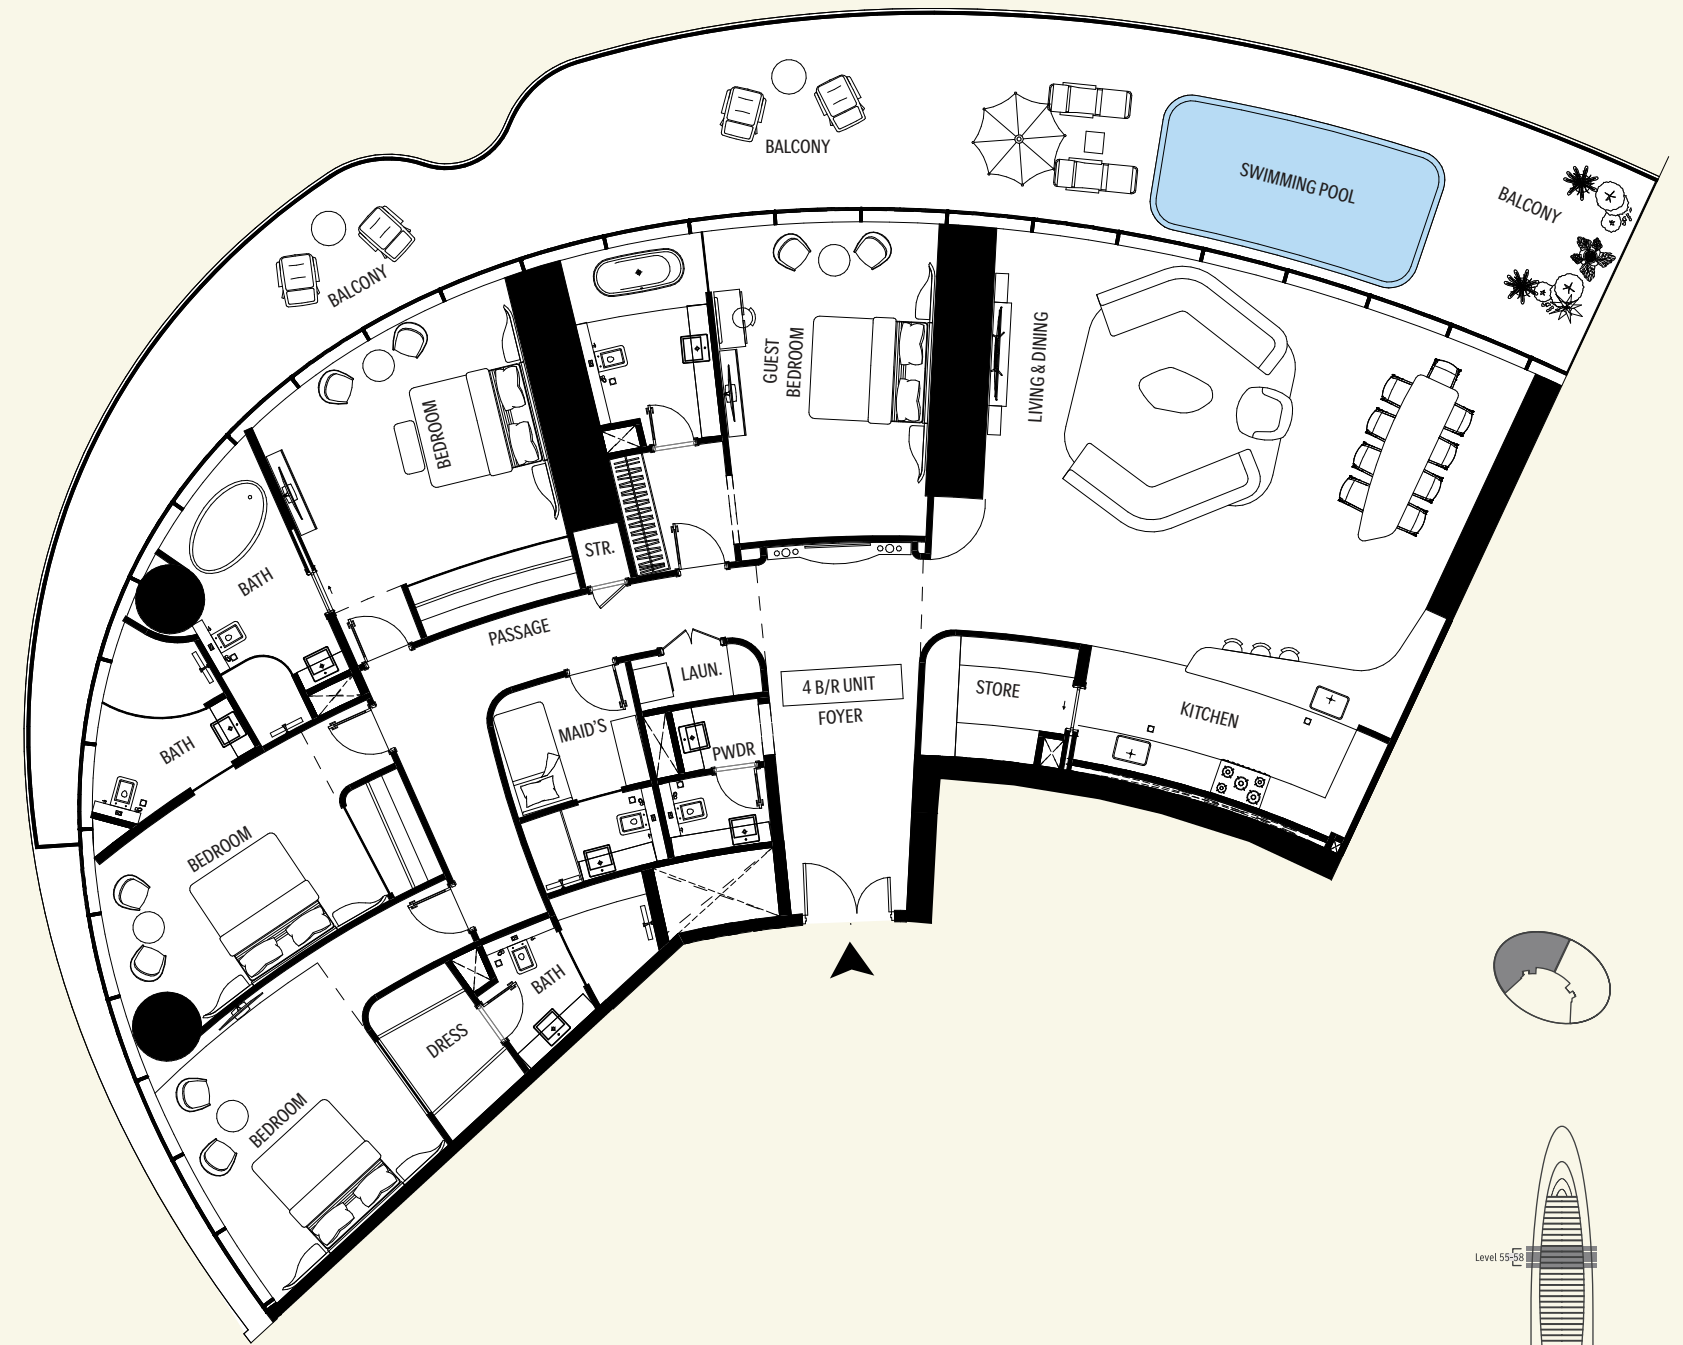 BALCONY
SWIMMING POOL
BALCONY
BALCONY
GUEST
BEDROOM
LIVING & DINING
BEDROOM
STR.
BATH
PASSAGE
LAUN.
4 B/R UNIT
FOYER
STORE
KITCHEN
MAID'S
PWDR
BATH
BEDROOM
BATH
DRESS
BEDROOM
Level 55-58